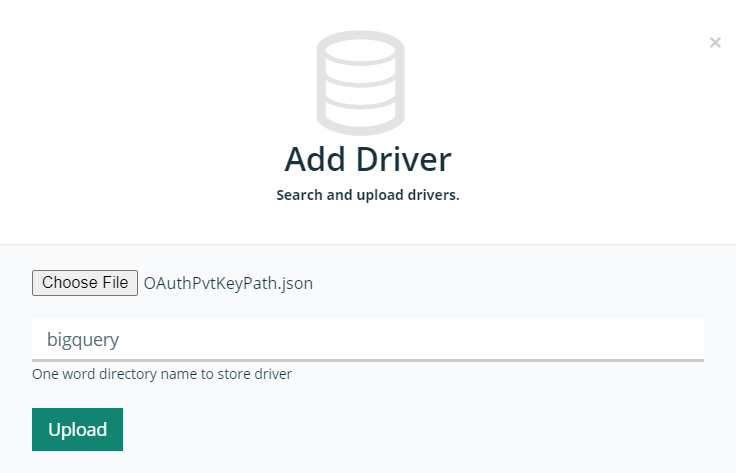 ×
Add Driver
Search and upload drivers.
Choose File OAuthPvtKeyPath.json
bigquery
One word directory name to store driver
Upload